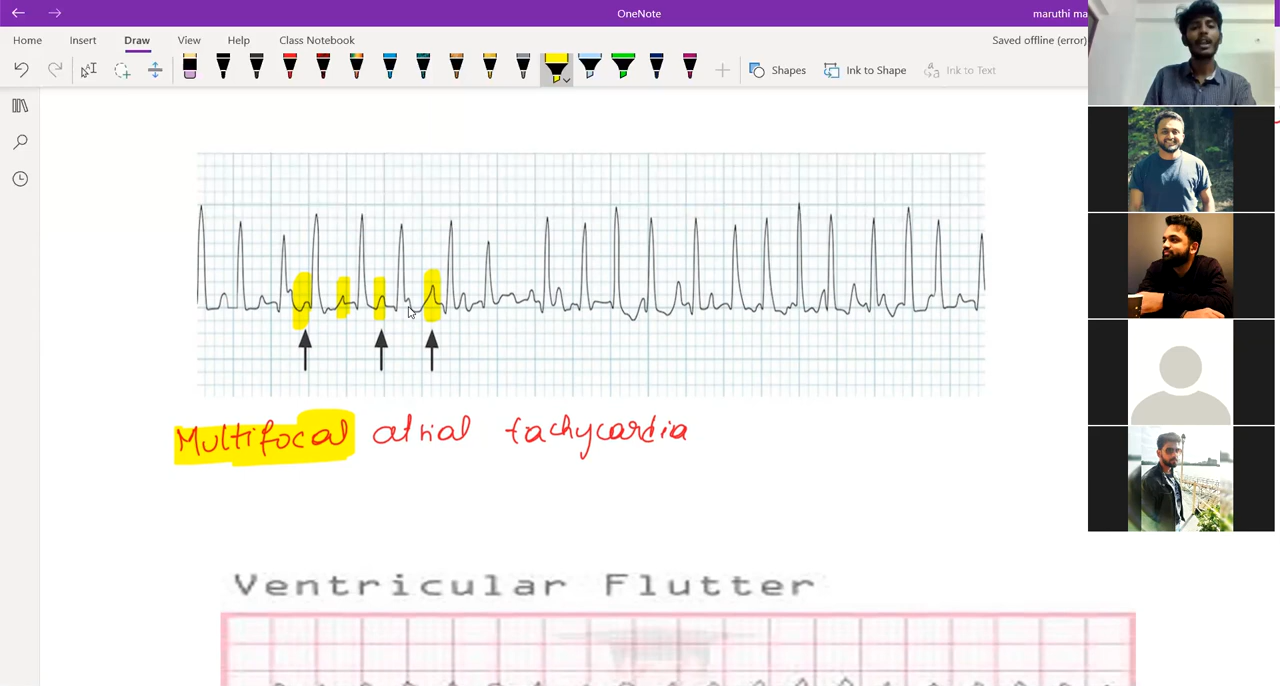 OneNote
maruthi ma
Home Insert Draw View Help Class Notebook
Saved offline (error)
Shapes Ink to Shape Ink to Text
Multifocal atrial tachycardia
Ventricular Flutter